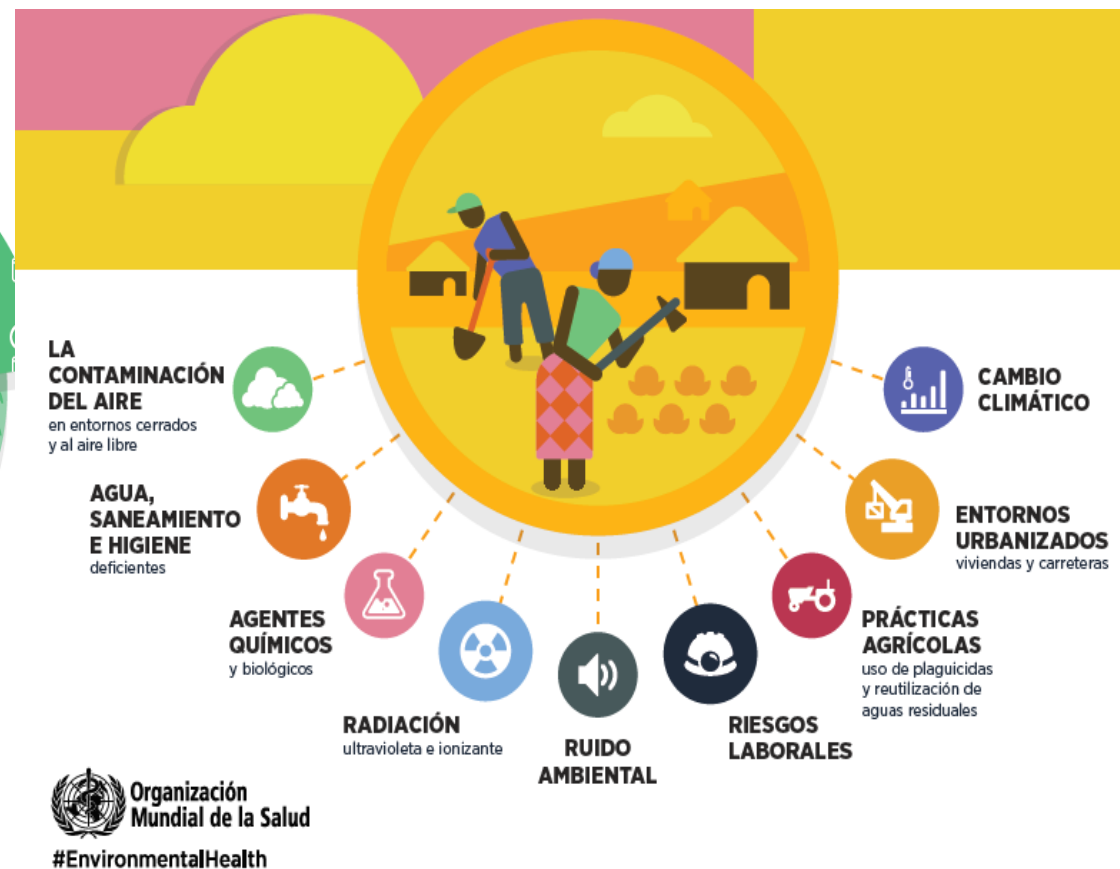 LA
CONTAMINACIÓN
DEL AIRE
en entornos cerrados
y al aire libre
AGUA,
SANEAMIENTO
E HIGIENE
deficientes
AGENTES
QUÍMICOS
y biológicos
RADIACIÓN
ultravioleta e ionizante
RUIDO
AMBIENTAL
RIESGOS
LABORALES
PRÁCTICAS
AGRÍCOLAS
uso de plaguicidas
y reutilización de
aguas residuales
ENTORNOS
URBANIZADOS
viviendas y carreteras
CAMBIO
CLIMÁTICO
Organización
Mundial de la Salud
#EnvironmentalHealth